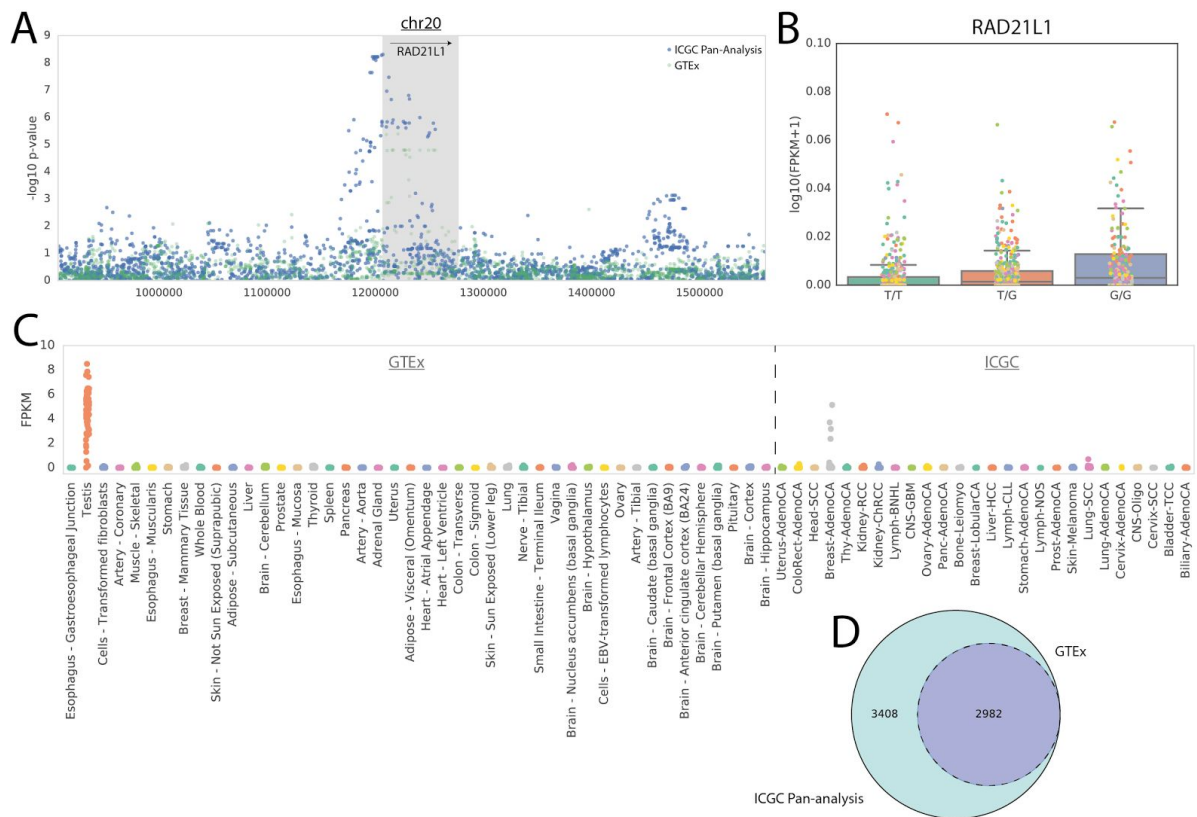 A
chr20
RAD21L1
ICGC Pan-Analysis
GTEx
-log10 p-value
9
8
7
6
5
4
3
2
1
0
1000000
1100000
1200000
1300000
1400000
1500000
B
RAD21L1
log10(FPKM+1)
0.10
0.08
0.06
0.04
0.02
0.00
T/T
T/G
G/G
C
GTEx
ICGC
FPKM
10
8
6
4
2
0
Esophagus - Gastroesophageal Junction
Testis
Cells - Transformed fibroblasts
Artery - Coronary
Muscle - Skeletal
Esophagus - Muscularis
Stomach
Breast - Mammary Tissue
Whole Blood
Skin - Not Sun Exposed (Suprapubic)
Adipose - Subcutaneous
Liver
Brain - Cerebellum
Prostate
Esophagus - Mucosa
Thyroid
Spleen
Pancreas
Artery - Aorta
Adrenal Gland
Uterus
Adipose - Visceral (Omentum)
Heart - Atrial Appendage
Heart - Left Ventricle
Colon - Transverse
Colon - Sigmoid
Skin - Sun Exposed (Lower leg)
Lung
Nerve - Tibial
Small Intestine - Terminal Ileum
Vagina
Brain - Nucleus accumbens (basal ganglia)
Brain - Hypothalamus
Cells - EBV-transformed lymphocytes
Ovary
Artery - Tibial
Brain - Caudate (basal ganglia)
Brain - Frontal Cortex (BA9)
Brain - Anterior cingulate cortex (BA24)
Brain - Cerebellar Hemisphere
Brain - Putamen (basal ganglia)
Pituitary
Brain - Cortex
Brain - Hippocampus
Uterus-AdenoCA
ColoRect-AdenoCA
Head-SCC
Breast-AdenoCA
Thy-AdenoCA
Kidney-RCC
Kidney-ChRCC
Lymph-BNHL
CNS-GBM
Ovary-AdenoCA
Panc-AdenoCA
Bone-Leiomyo
Breast-LobularCA
Liver-HCC
Lymph-CLL
Stomach-AdenoCA
Lymph-NOS
Prost-AdenoCA
Skin-Melanoma
Lung-SCC
Lung-AdenoCA
Cervix-AdenoCA
CNS-Oligo
Cervix-SCC
Bladder-TCC
Biliary-AdenoCA
D
GTEx
3408
2982
ICGC Pan-analysis